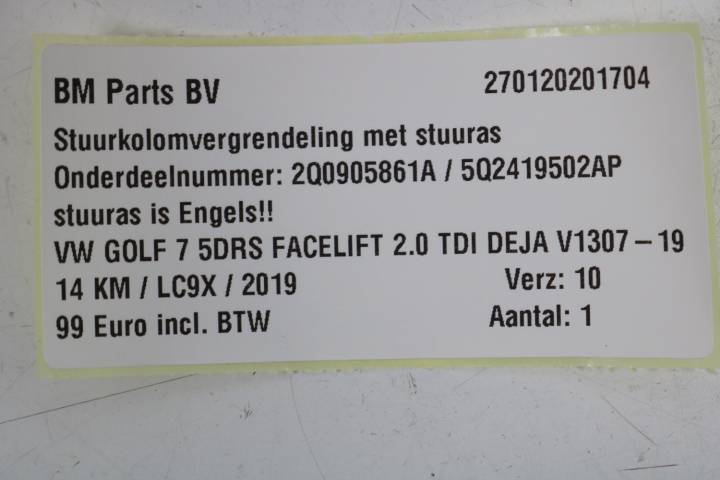 BM Parts BV 270120201704
Stuurkolomvergrendeling met stuuras
Onderdeelnummer: 2Q0905861A / 5Q2419502AP
stuuras is Engels!!
VW GOLF 7 5DRS FACELIFT 2.0 TDI DEJA V1307 – 19
14 KM / LC9X / 2019 Verz: 10
99 Euro incl. BTW Aantal: 1